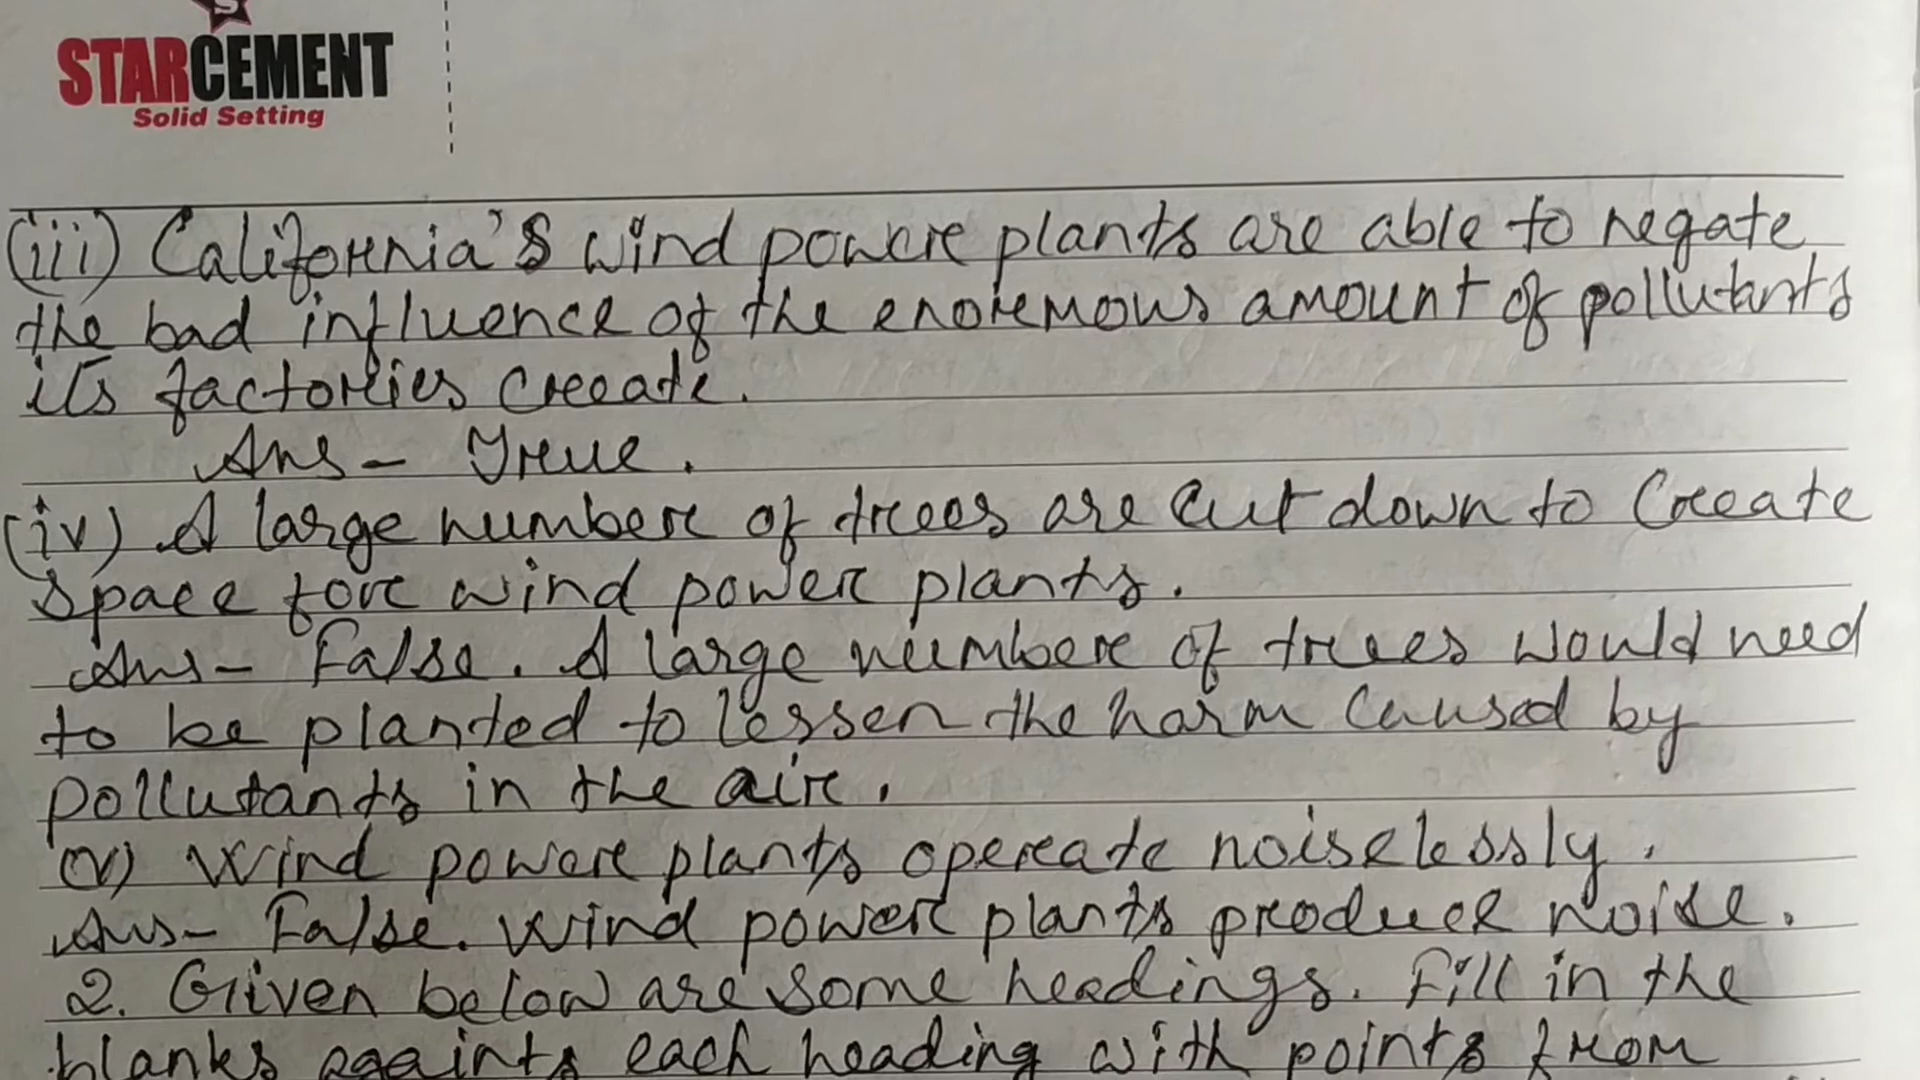 S
STARCEMENT
Solid Setting
(iii) California's wind power plants are able to negate
the bad influence of the enoremous amount of pollutants
its factories create.
Ans- True.
(iv) A large number of trees are cut down to create
space for wind power plants.
Ans- False. A large number of trees would need
to be planted to lessen the harm caused by
pollutants in the air.
(v) Wind power plants operate noiselessly.
Ans- False. Wind power plants produce noise.
2. Given below are some headings. Fill in the
blanks againts each heading with points from